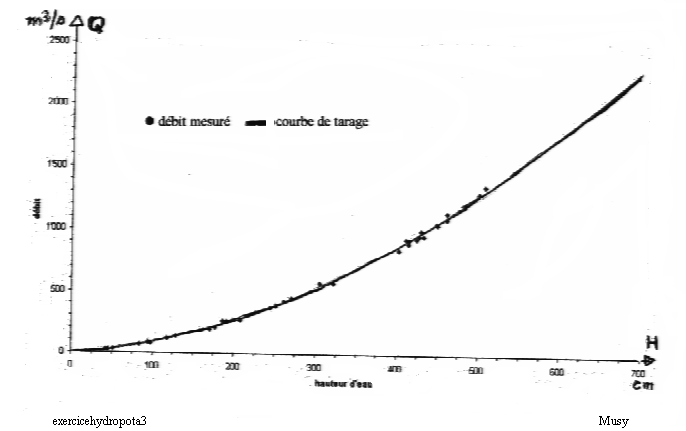 m³/s Q
2500
2000
débit mesuré courbe de tarage
1500
débit
1000
500
0
H
0 100 200 300 400 500 600 700
hauteur d'eau cm
exercicehydropota3 Musy